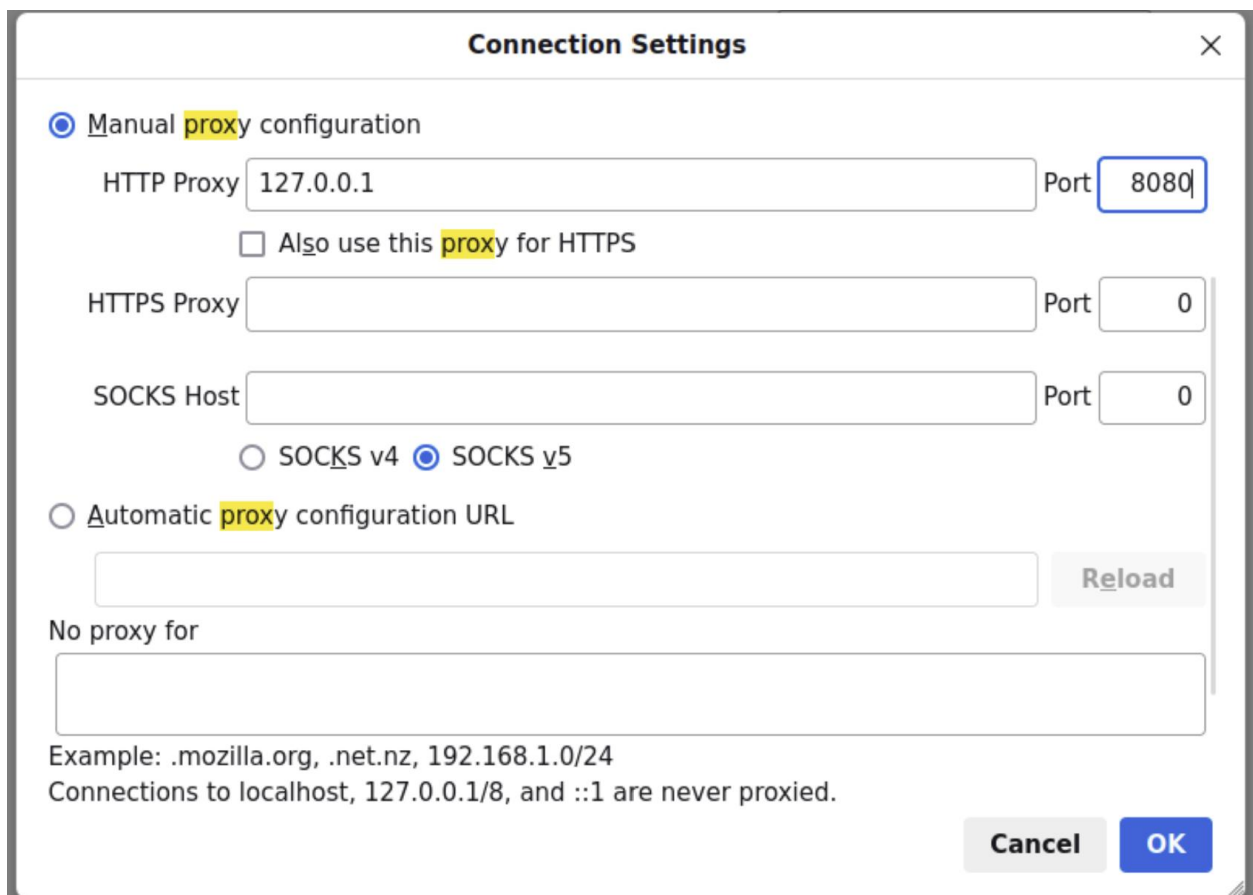 Connection Settings
Manual proxy configuration
HTTP Proxy 127.0.0.1 Port 8080
Also use this proxy for HTTPS
HTTPS Proxy Port 0
SOCKS Host Port 0
SOCKS v4 SOCKS v5
Automatic proxy configuration URL
Reload
No proxy for
Example: .mozilla.org, .net.nz, 192.168.1.0/24
Connections to localhost, 127.0.0.1/8, and ::1 are never proxied.
Cancel OK